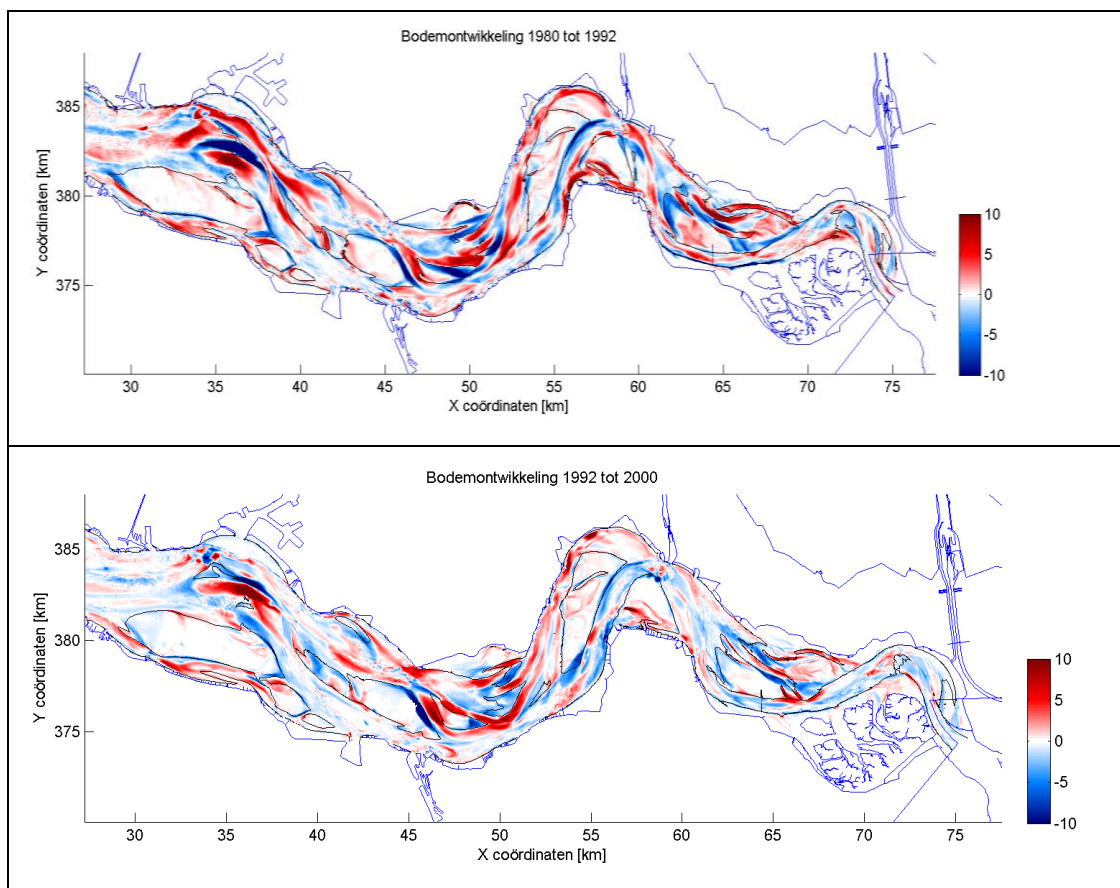 Bodemontwikkeling 1980 tot 1992
385
380
375
Y coördinaten [km]
30 35 40 45 50 55 60 65 70 75
X coördinaten [km]
10
5
0
-5
-10
Bodemontwikkeling 1992 tot 2000
385
380
375
Y coördinaten [km]
30 35 40 45 50 55 60 65 70 75
X coördinaten [km]
10
5
0
-5
-10